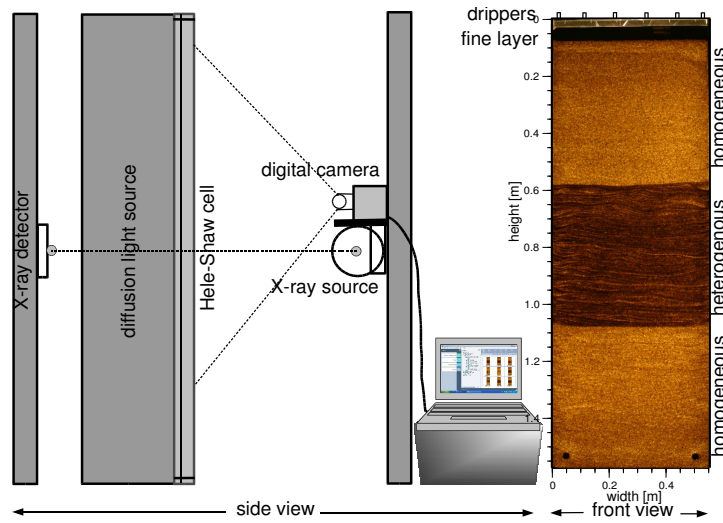 drippers
fine layer
digital camera
X-ray source
X-ray detector
diffusion light source
Hele-Shaw cell
side view
0
0.2
0.4
0.6
0.8
1.0
1.2
1.4
height [m]
homogeneous
heterogenous
homogeneous
0
0.2
0.4
width [m]
front view